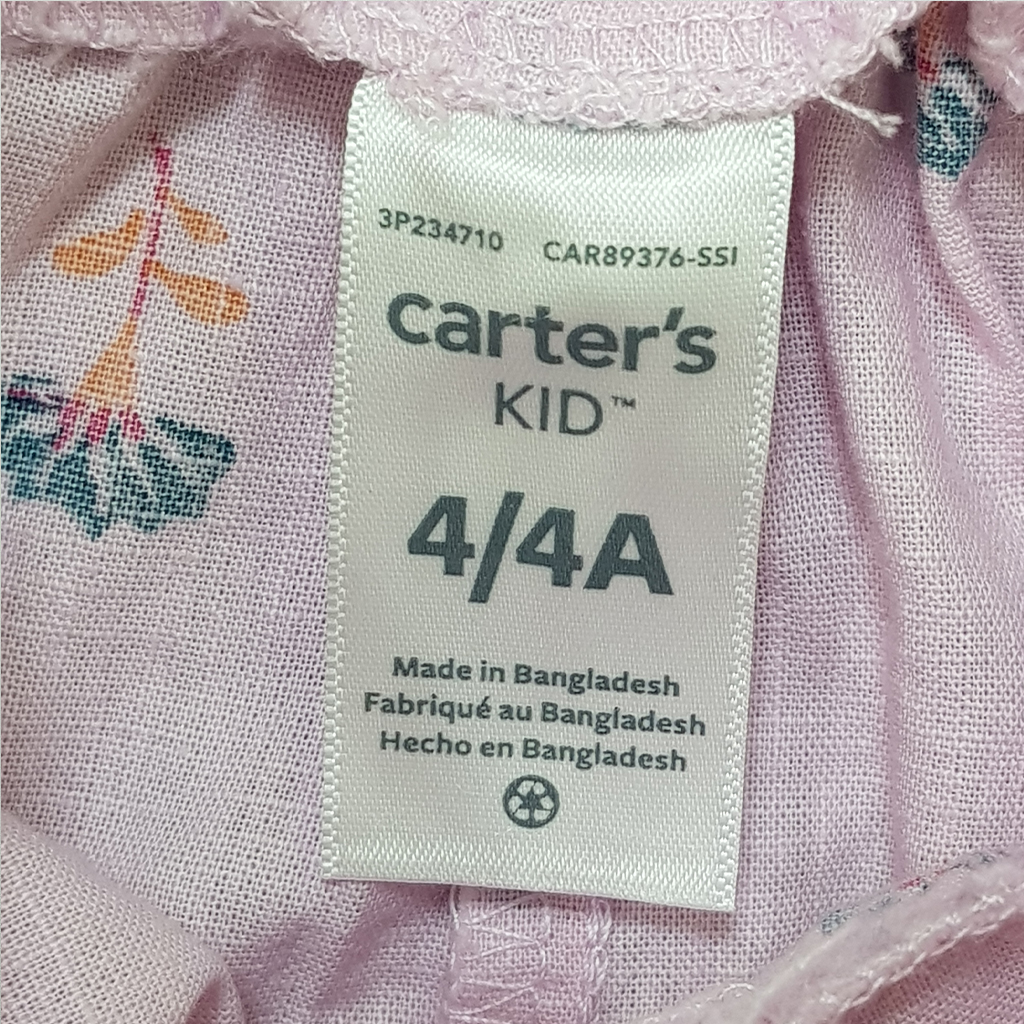 3P234710 CAR89376-SSI
carter's
KID™
4/4A
Made in Bangladesh
Fabriqué au Bangladesh
Hecho en Bangladesh